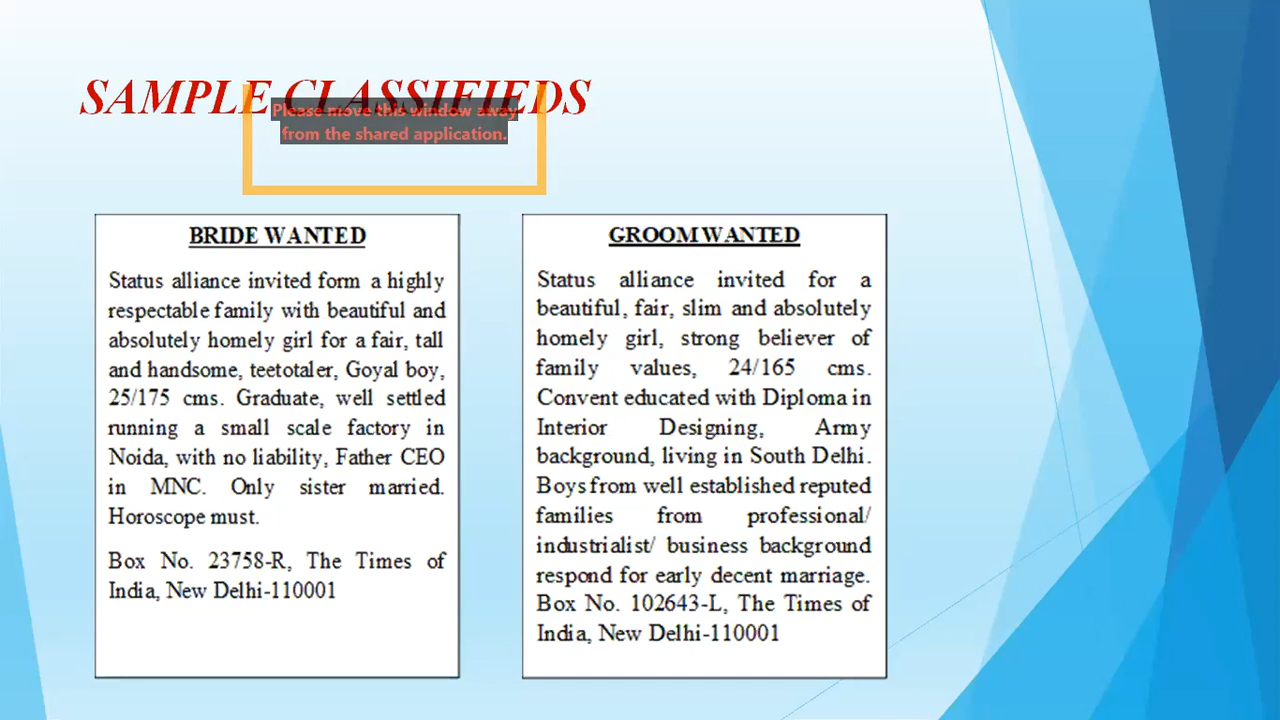 SAMPLE CLASSIFIEDS
Please move this window away
from the shared application.
BRIDE WANTED
Status alliance invited form a highly
respectable family with beautiful and
absolutely homely girl for a fair, tall
and handsome, teetotaler, Goyal boy,
25/175 cms. Graduate, well settled
running a small scale factory in
Noida, with no liability, Father CEO
in MNC. Only sister married.
Horoscope must.
Box No. 23758-R, The Times of
India, New Delhi-110001
GROOM WANTED
Status alliance invited for a
beautiful, fair, slim and absolutely
homely girl, strong believer of
family values, 24/165 cms.
Convent educated with Diploma in
Interior Designing, Army
background, living in South Delhi.
Boys from well established reputed
families from professional/
industrialist/ business background
respond for early decent marriage.
Box No. 102643-L, The Times of
India, New Delhi-110001